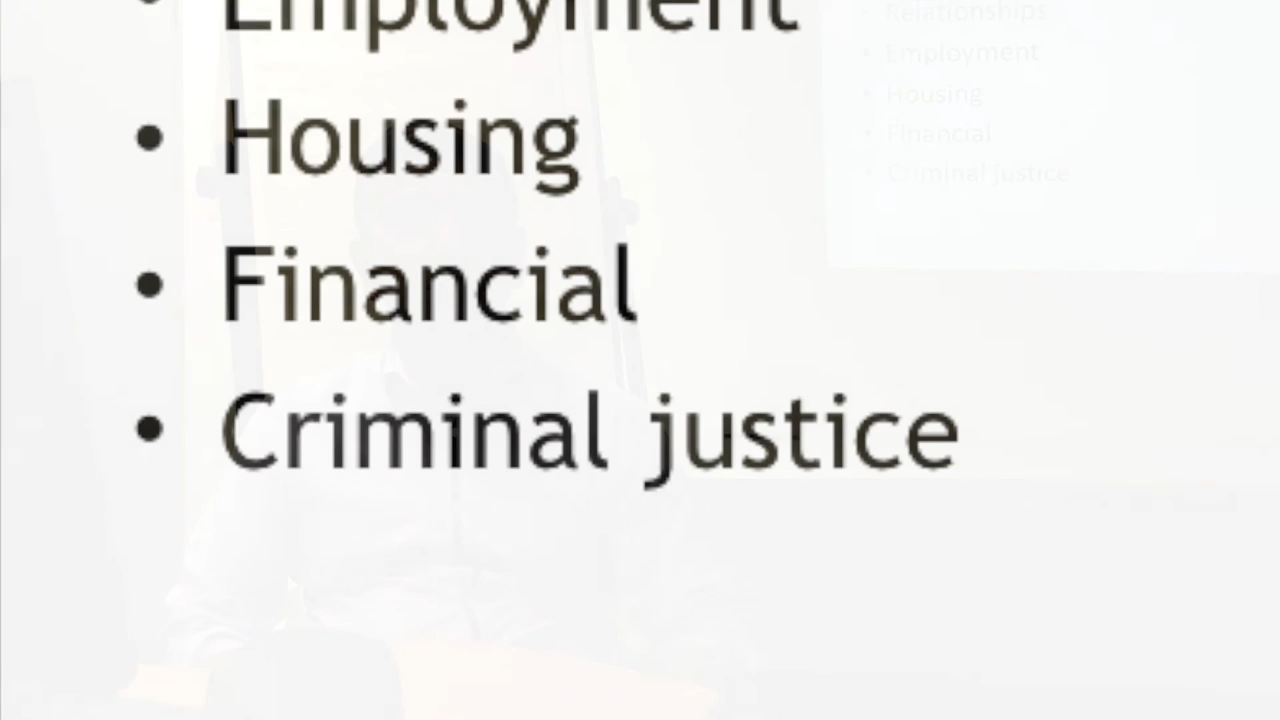 • Employment
• Housing
• Financial
• Criminal justice
• Relationships
• Employment
• Housing
• Financial
• Criminal justice